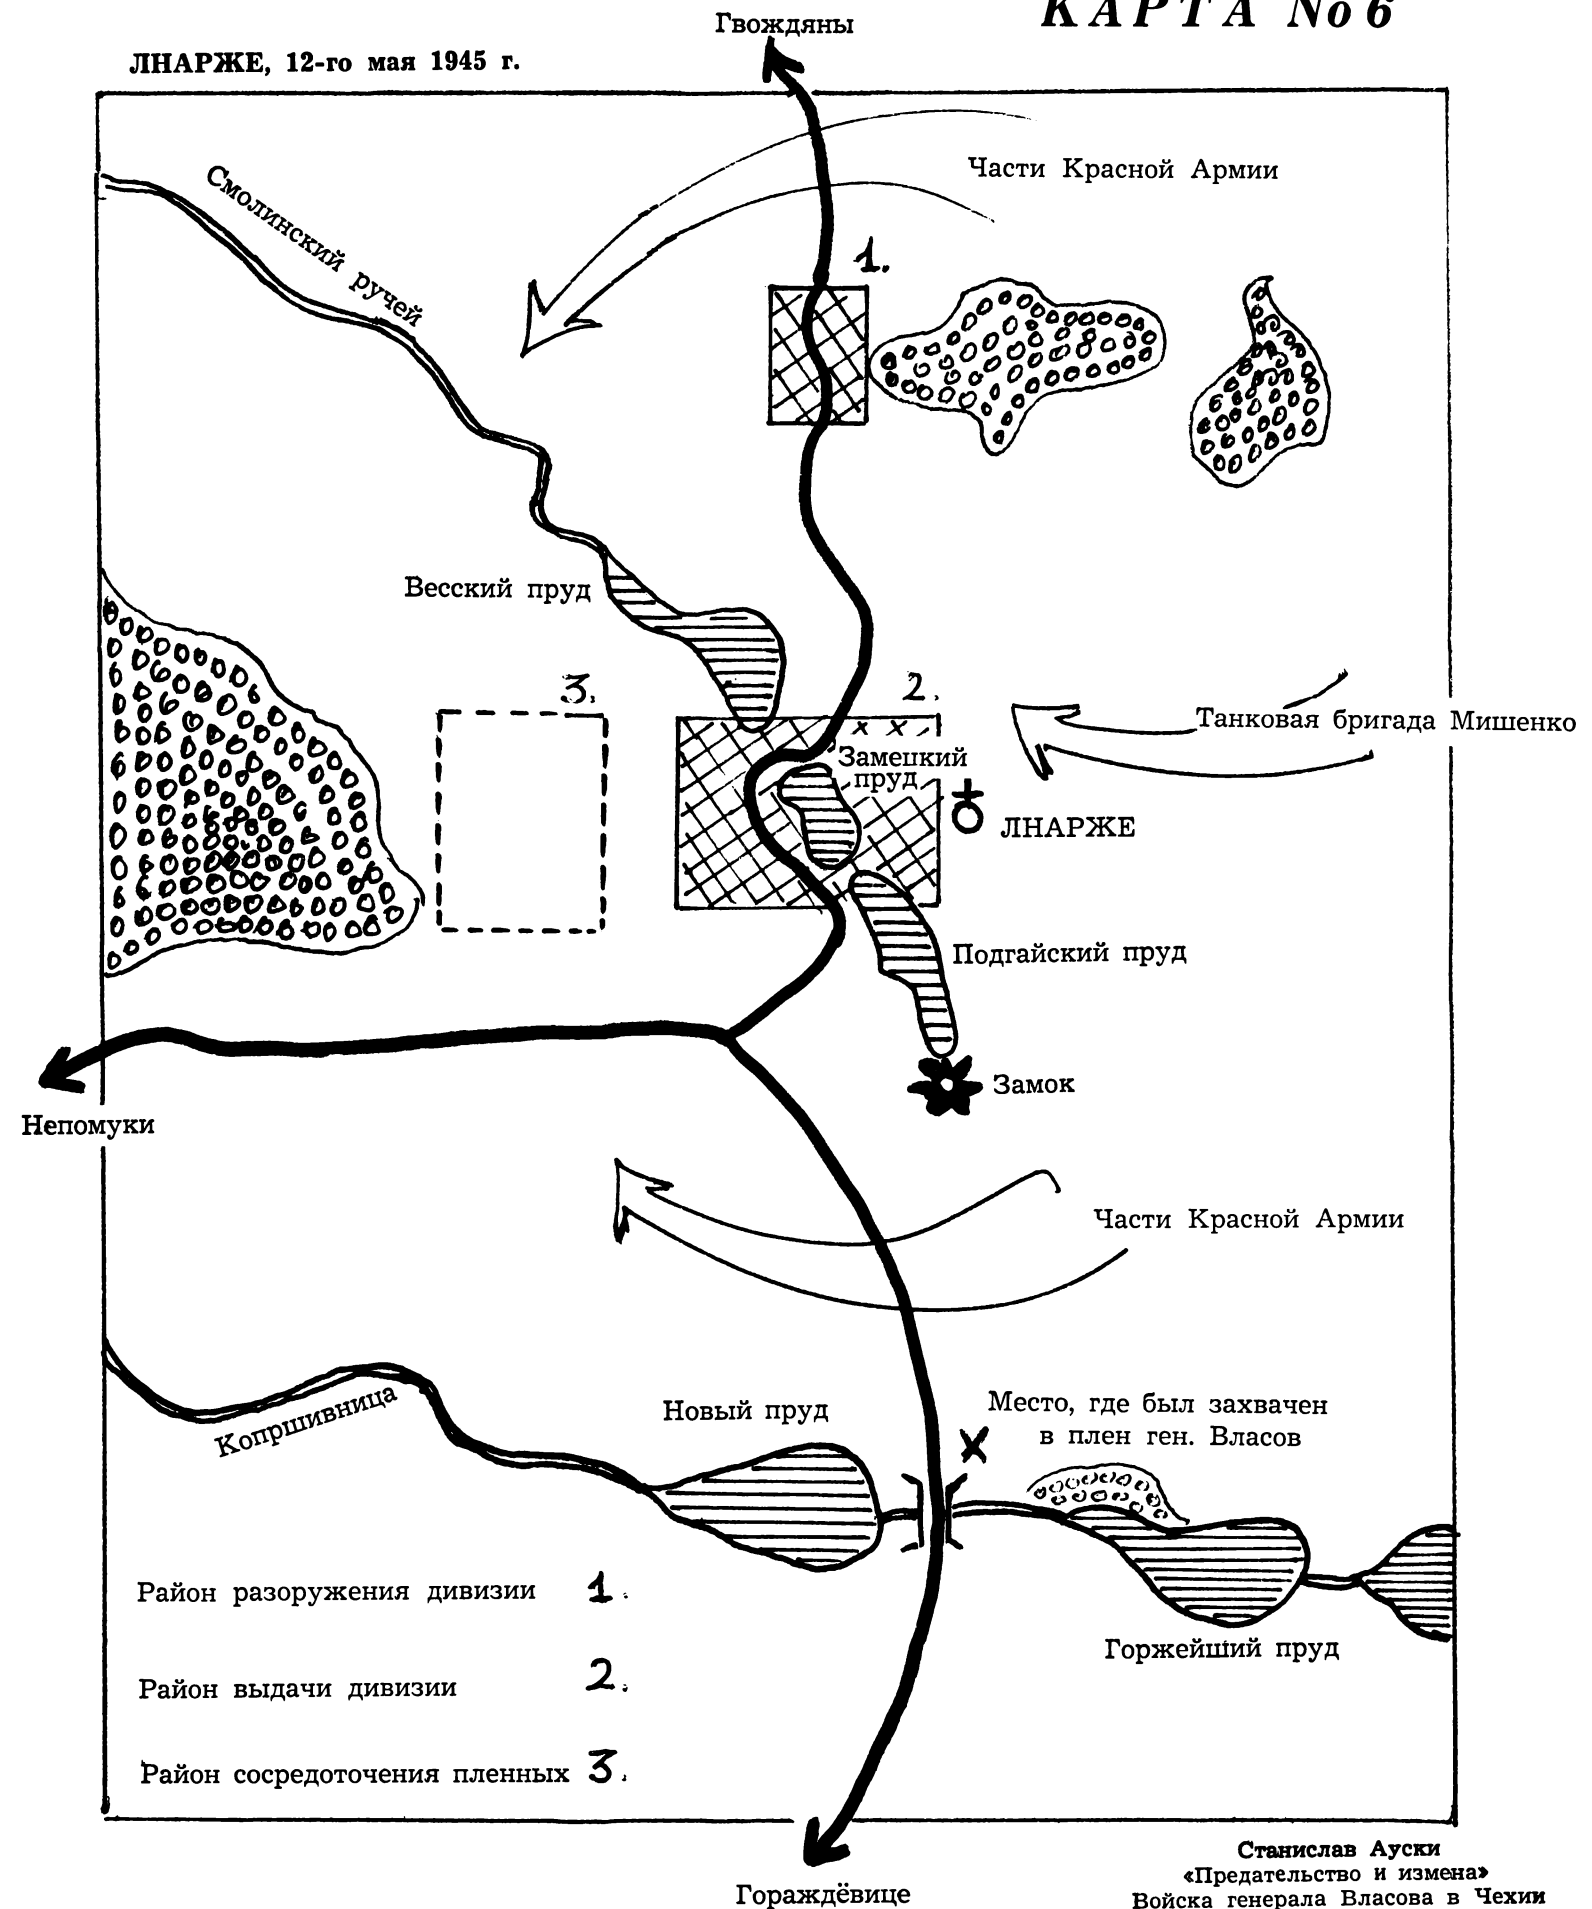 КАРТА No 6
Гвождяны
ЛНАРЖЕ, 12-го мая 1945 г.
Части Красной Армии
Смолинский ручей
1.
Весский пруд
3.
2.
Танковая бригада Мишенко
Замецкий
пруд
ЛНАРЖЕ
Подгайский пруд
Замок
Непомуки
Части Красной Армии
Копршивница
Новый пруд
Место, где был захвачен
в плен ген. Власов
Район разоружения дивизии 1.
Горжейший пруд
Район выдачи дивизии 2.
Район сосредоточения пленных 3.
Станислав Ауски
«Предательство и измена»
Войска генерала Власова в Чехии
Гораждёвице